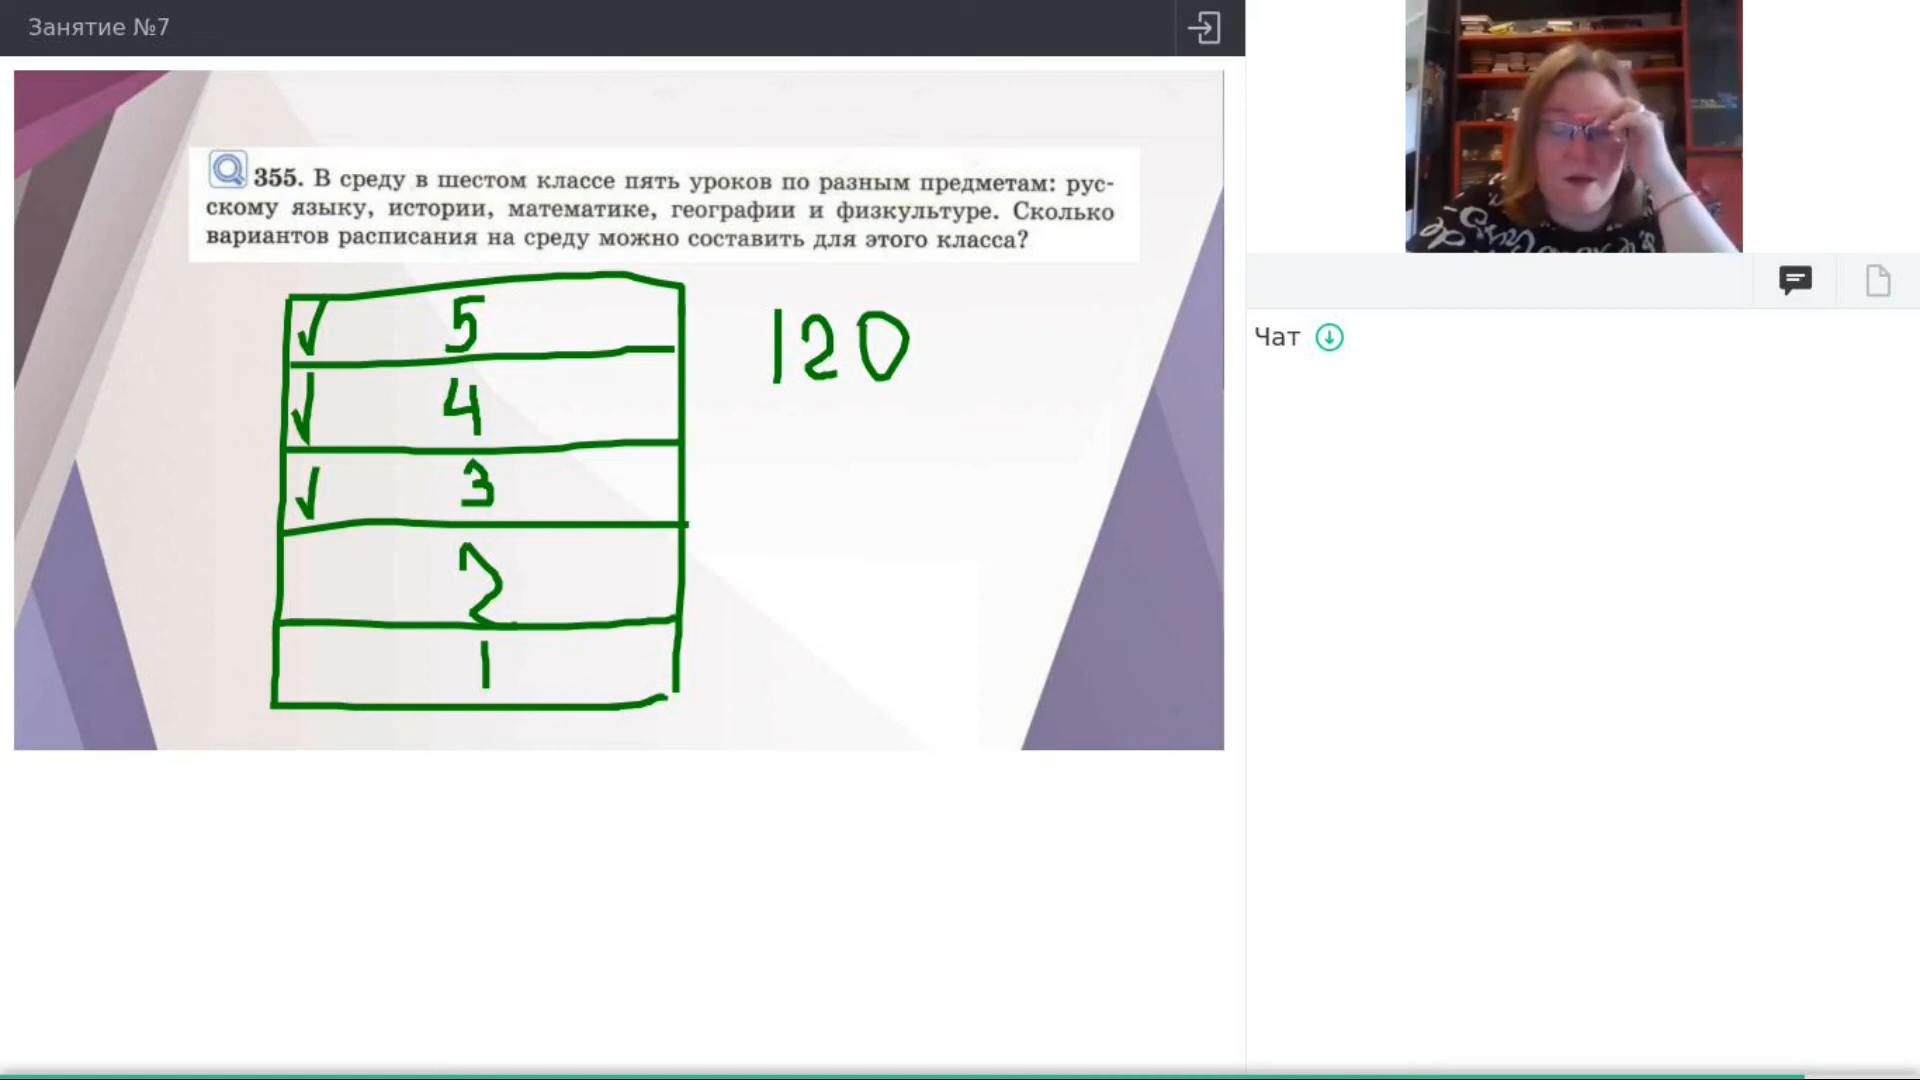 Занятие №7
355. В среду в шестом классе пять уроков по разным предметам: рус-
скому языку, истории, математике, географии и физкультуре. Сколько
вариантов расписания на среду можно составить для этого класса?
5
120
4
3
2
1
Чат